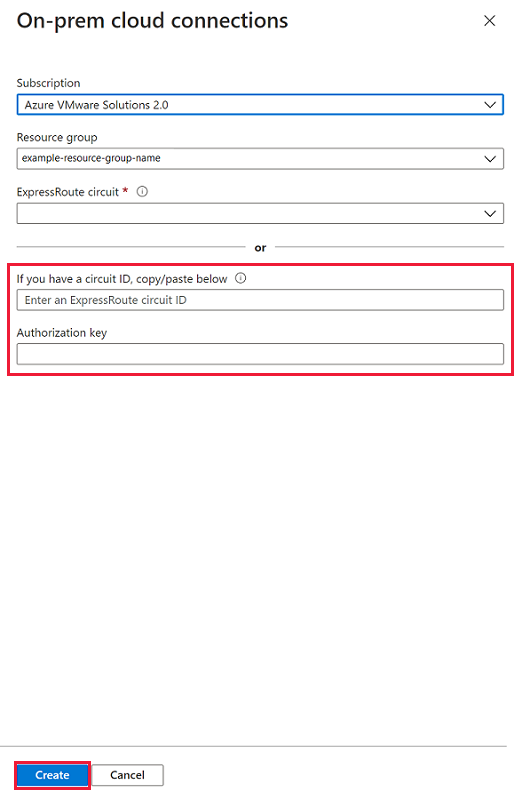 On-prem cloud connections
Subscription
Azure VMware Solutions 2.0
Resource group
example-resource-group-name
ExpressRoute circuit *
or
If you have a circuit ID, copy/paste below
Enter an ExpressRoute circuit ID
Authorization key
Create Cancel